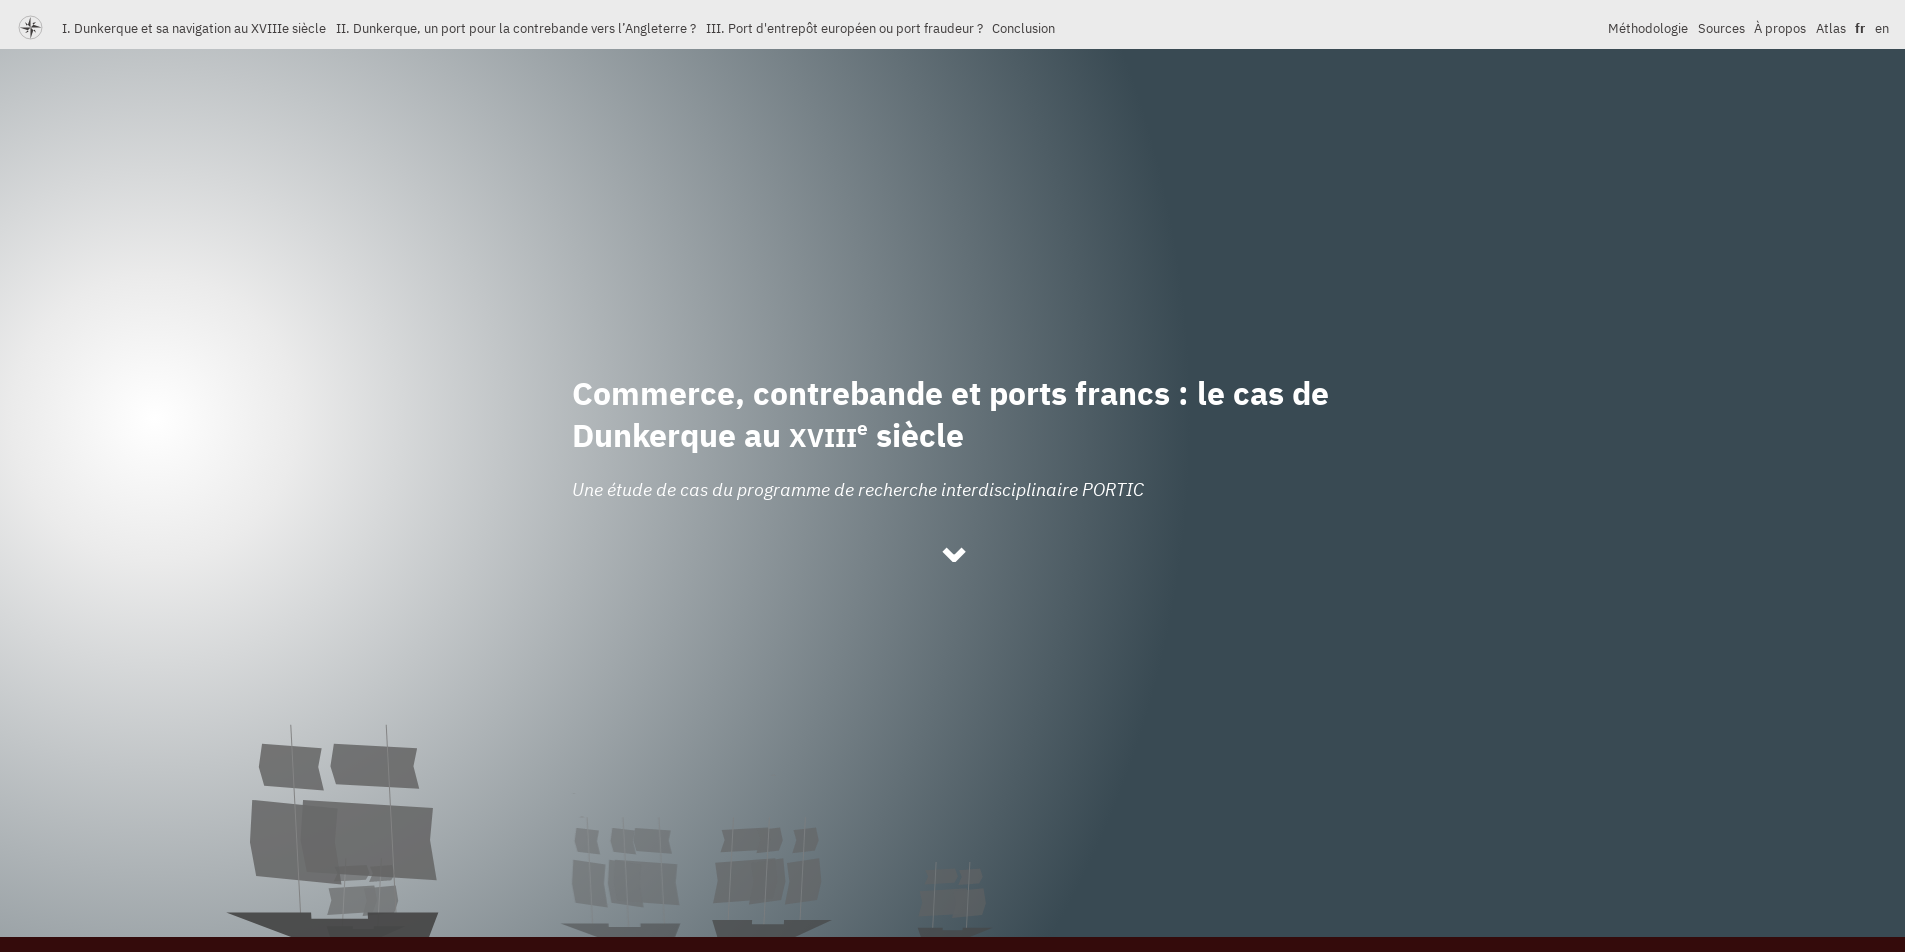 I. Dunkerque et sa navigation au XVIIIe siècle II. Dunkerque, un port pour la contrebande vers l’Angleterre ? III. Port d'entrepôt européen ou port fraudeur ? Conclusion Méthodologie Sources À propos Atlas fr en
Commerce, contrebande et ports francs : le cas de
Dunkerque au XVIIIe siècle
Une étude de cas du programme de recherche interdisciplinaire PORTIC